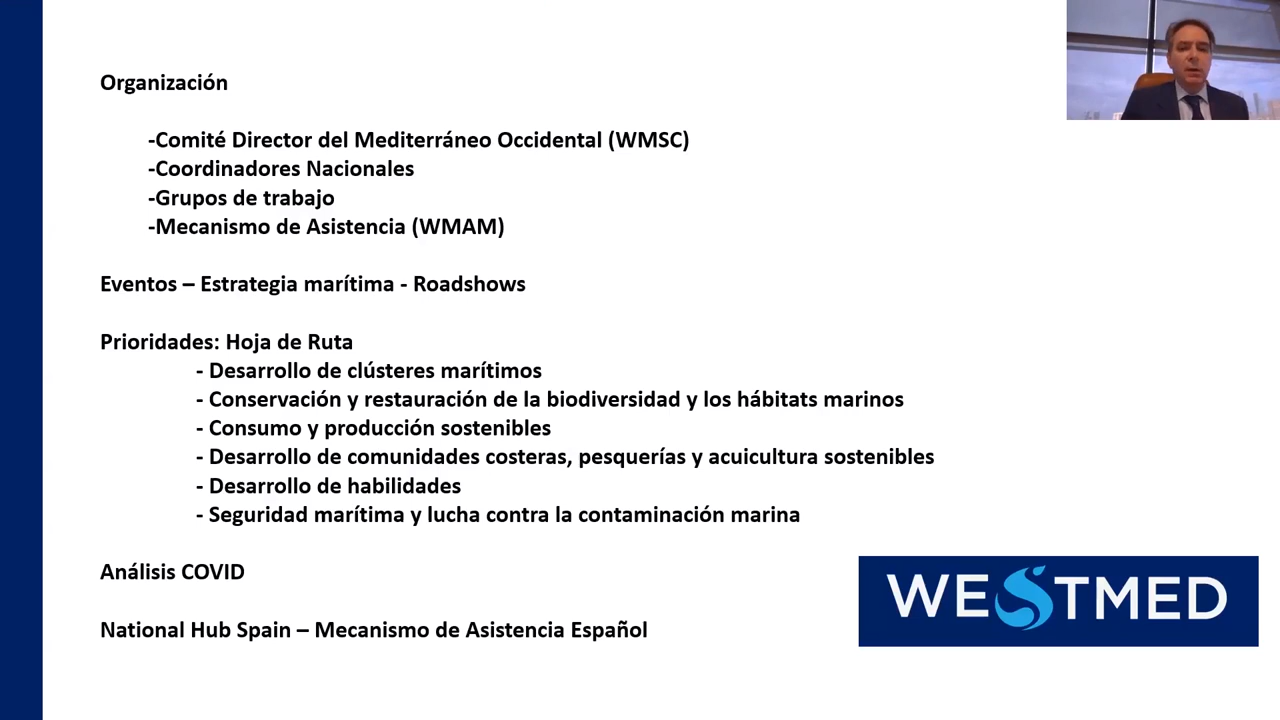 Organización
-Comité Director del Mediterráneo Occidental (WMSC)
-Coordinadores Nacionales
-Grupos de trabajo
-Mecanismo de Asistencia (WMAM)
Eventos – Estrategia marítima - Roadshows
Prioridades: Hoja de Ruta
- Desarrollo de clústeres marítimos
- Conservación y restauración de la biodiversidad y los hábitats marinos
- Consumo y producción sostenibles
- Desarrollo de comunidades costeras, pesquerías y acuicultura sostenibles
- Desarrollo de habilidades
- Seguridad marítima y lucha contra la contaminación marina
Análisis COVID
WESTMED
National Hub Spain – Mecanismo de Asistencia Español